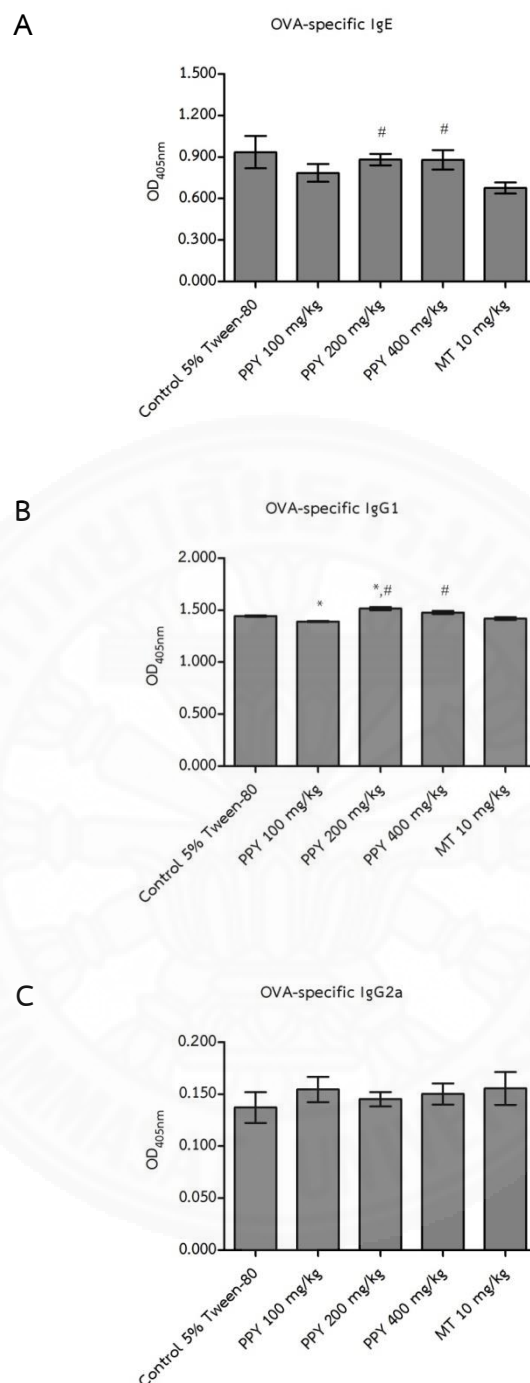 A
OVA-specific IgE
1.500
1.200
0.900
0.600
0.300
0.000
OD405nm
#
#
Control 5% Tween-80
PPY 100 mg/kg
PPY 200 mg/kg
PPY 400 mg/kg
MT 10 mg/kg
B
OVA-specific IgG1
2.000
1.500
1.000
0.500
0.000
OD405nm
*
*,#
#
Control 5% Tween-80
PPY 100 mg/kg
PPY 200 mg/kg
PPY 400 mg/kg
MT 10 mg/kg
C
OVA-specific IgG2a
0.200
0.150
0.100
0.050
0.000
OD405nm
Control 5% Tween-80
PPY 100 mg/kg
PPY 200 mg/kg
PPY 400 mg/kg
MT 10 mg/kg